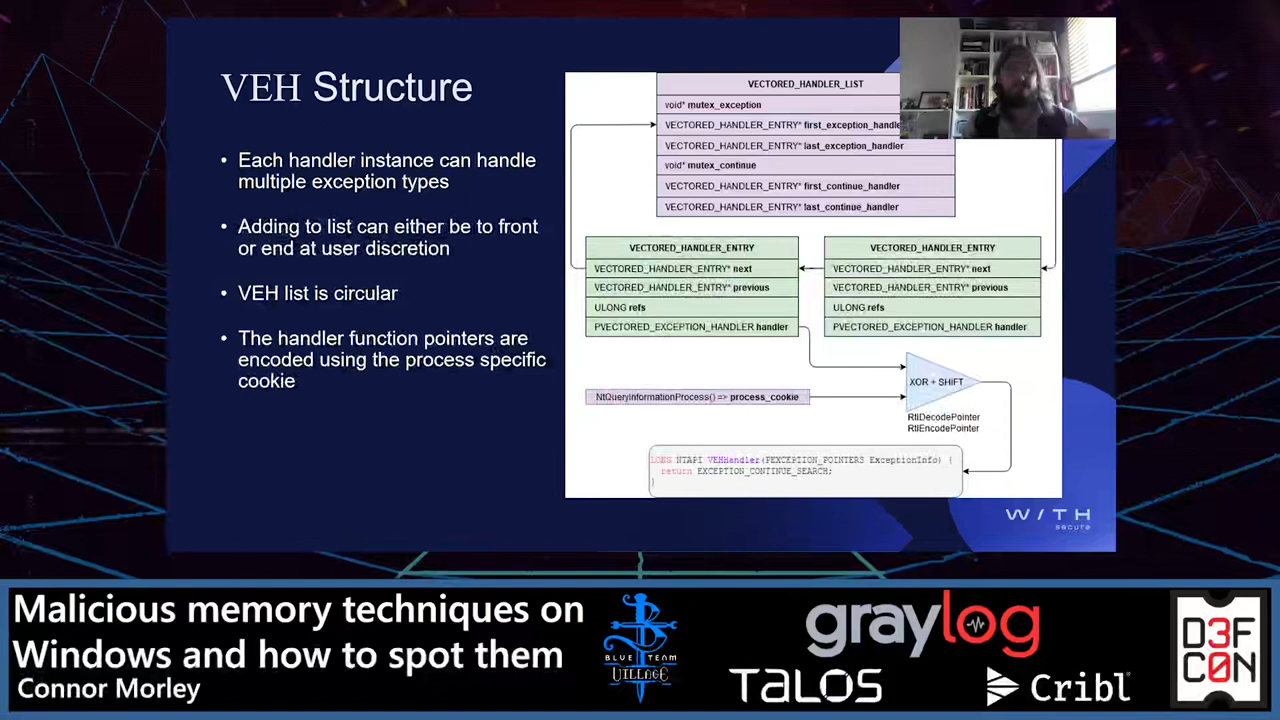 VEH Structure
• Each handler instance can handle
multiple exception types
• Adding to list can either be to front
or end at user discretion
• VEH list is circular
• The handler function pointers are
encoded using the process specific
cookie
VECTORED_HANDLER_LIST
void* mutex_exception
VECTORED_HANDLER_ENTRY* first_exception_handle
VECTORED_HANDLER_ENTRY* last_exception_handler
void* mutex_continue
VECTORED_HANDLER_ENTRY* first_continue_handler
VECTORED_HANDLER_ENTRY* last_continue_handler
VECTORED_HANDLER_ENTRY
VECTORED_HANDLER_ENTRY* next
VECTORED_HANDLER_ENTRY* previous
ULONG refs
PVECTORED_EXCEPTION_HANDLER handler
VECTORED_HANDLER_ENTRY
VECTORED_HANDLER_ENTRY* next
VECTORED_HANDLER_ENTRY* previous
ULONG refs
PVECTORED_EXCEPTION_HANDLER handler
XOR + SHIFT
NtQueryInformationProcess() => process_cookie
RtlDecodePointer
RtlEncodePointer
LONG NTAPI VEHHandler(PEXCEPTION_POINTERS ExceptionInfo) {
return EXCEPTION_CONTINUE_SEARCH;
}
W/TH
secure
Malicious memory techniques on
Windows and how to spot them
Connor Morley
BLUE TEAM
VILLAGE
graylog
TALOS
Cribl
D3F
C0N